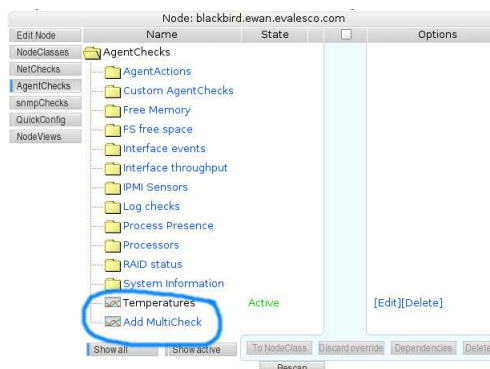 Node: blackbird.ewan.evalesco.com
Edit Node
Name State Options
NodeClasses
AgentChecks
NetChecks
AgentActions
AgentChecks
Custom AgentChecks
snmpChecks
Free Memory
QuickConfig
FS free space
NodeViews
Interface events
Interface throughput
IPMI Sensors
Log checks
Process Presence
Processors
RAID status
System Information
Temperatures Active [Edit][Delete]
Add MultiCheck
Show all Show active To NodeClass Discard override Dependencies Delete
Rescan